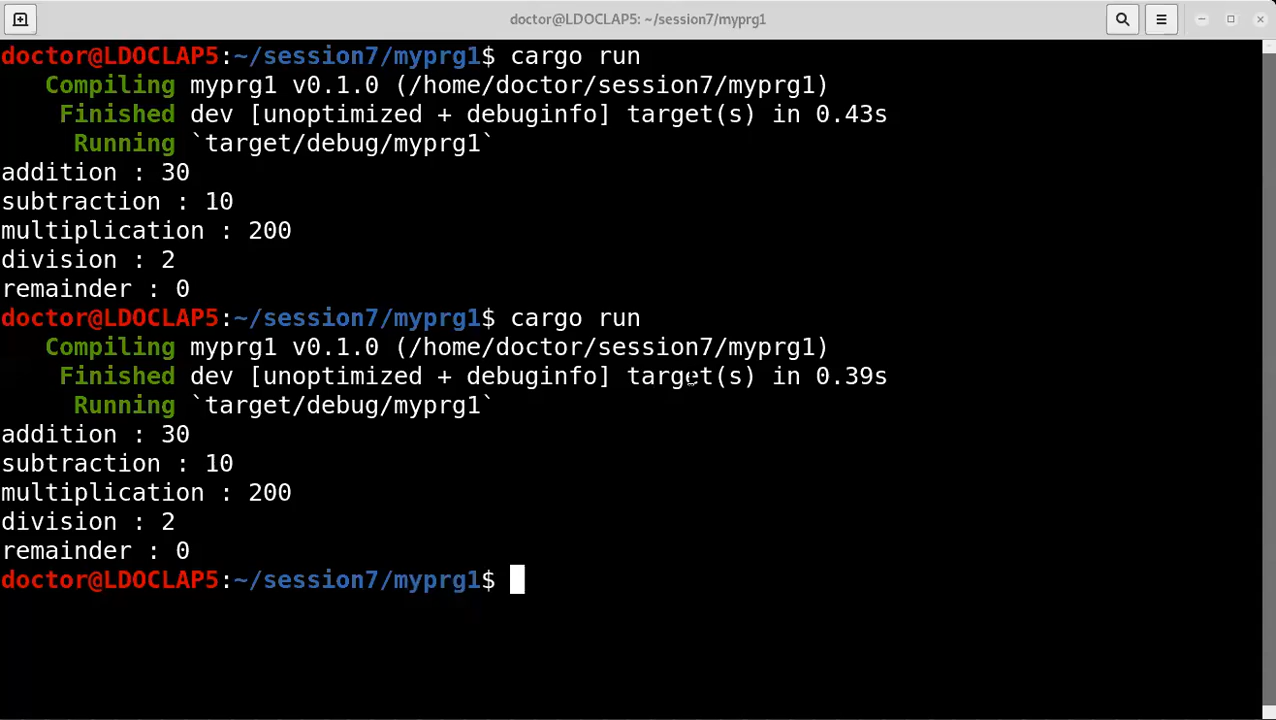 doctor@LDOCLAP5: ~/session7/myprg1
doctor@LDOCLAP5:~/session7/myprg1$ cargo run
   Compiling myprg1 v0.1.0 (/home/doctor/session7/myprg1)
    Finished dev [unoptimized + debuginfo] target(s) in 0.43s
     Running `target/debug/myprg1`
addition : 30
subtraction : 10
multiplication : 200
division : 2
remainder : 0
doctor@LDOCLAP5:~/session7/myprg1$ cargo run
   Compiling myprg1 v0.1.0 (/home/doctor/session7/myprg1)
    Finished dev [unoptimized + debuginfo] target(s) in 0.39s
     Running `target/debug/myprg1`
addition : 30
subtraction : 10
multiplication : 200
division : 2
remainder : 0
doctor@LDOCLAP5:~/session7/myprg1$